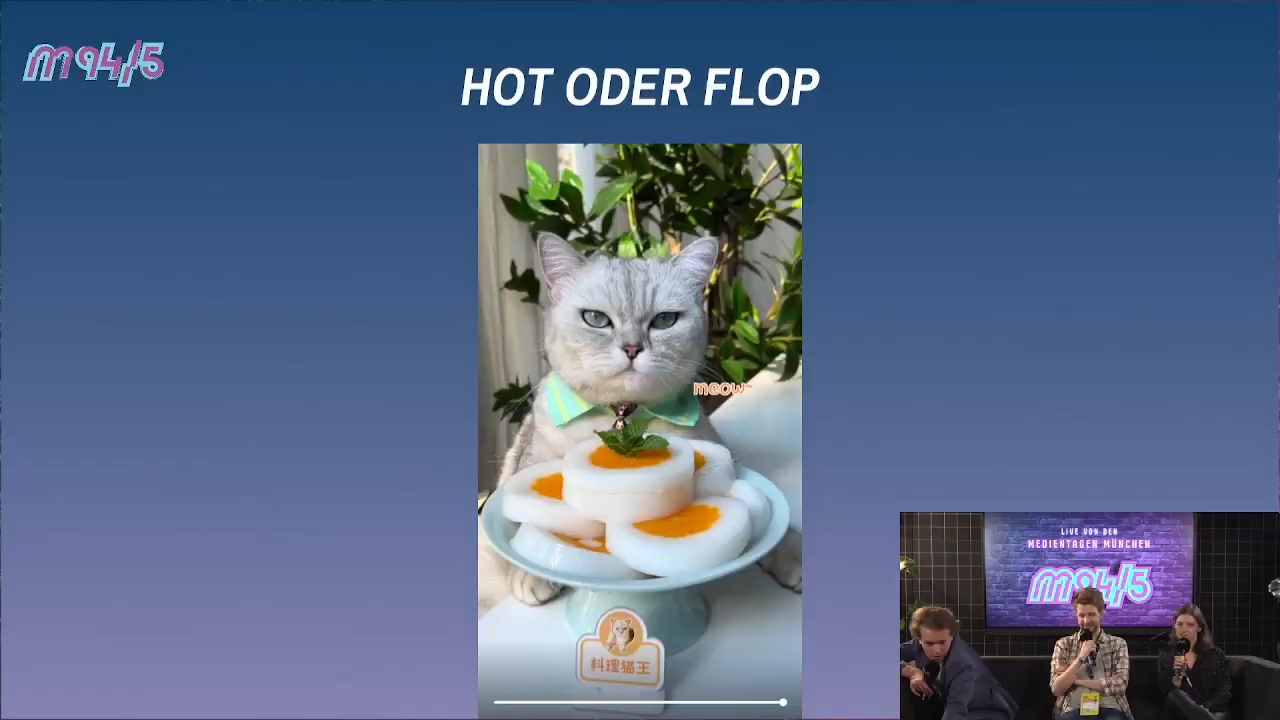 M94/5
HOT ODER FLOP
meow~
料理猫王
LIVE VON DEN
MEDIENTAGEN MÜNCHEN
M94/5